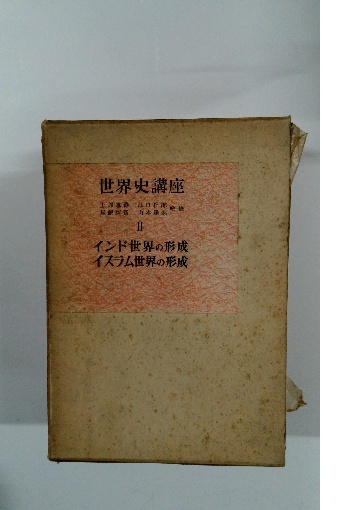 世界史講座
II
インド世界の形成
イスラム世界の形成